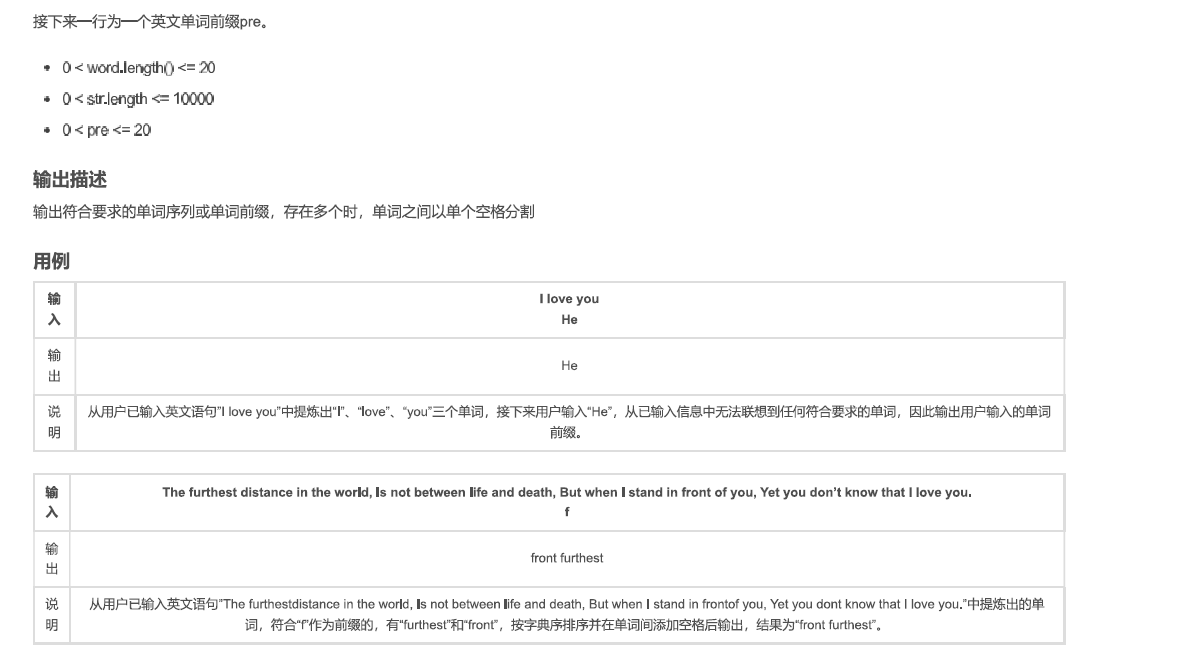 接下来一行为一个英文单词前缀pre。
• 0 < word.length() <= 20
• 0 < str.length <= 10000
• 0 < pre <= 20
输出描述
输出符合要求的单词序列或单词前缀，存在多个时，单词之间以单个空格分割
用例
输入
I love you
He
输出
He
说明
从用户已输入英文语句”I love you”中提炼出“I”、“love”、“you”三个单词，接下来用户输入“He”，从已输入信息中无法联想到任何符合要求的单词，因此输出用户输入的单词
前缀。
输入
The furthest distance in the world, Is not between life and death, But when I stand in front of you, Yet you don’t know that I love you.
f
输出
front furthest
说明
从用户已输入英文语句”The furthestdistance in the world, Is not between life and death, But when I stand in frontof you, Yet you dont know that I love you.”中提炼出的单
词，符合“f”作为前缀的，有“furthest”和“front”，按字典序排序并在单词间添加空格后输出，结果为“front furthest”。